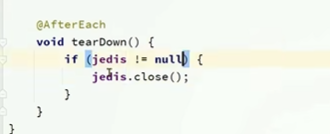 @AfterEach
void tearDown() {
if (jedis != null) {
jedis.close();
}
}
}